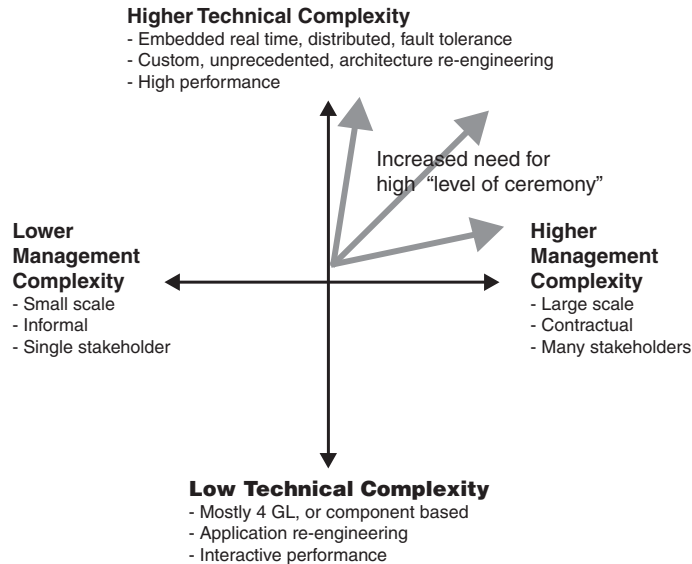 Higher Technical Complexity
- Embedded real time, distributed, fault tolerance
- Custom, unprecedented, architecture re-engineering
- High performance
Increased need for
high “level of ceremony”
Lower
Management
Complexity
- Small scale
- Informal
- Single stakeholder
Higher
Management
Complexity
- Large scale
- Contractual
- Many stakeholders
Low Technical Complexity
- Mostly 4 GL, or component based
- Application re-engineering
- Interactive performance